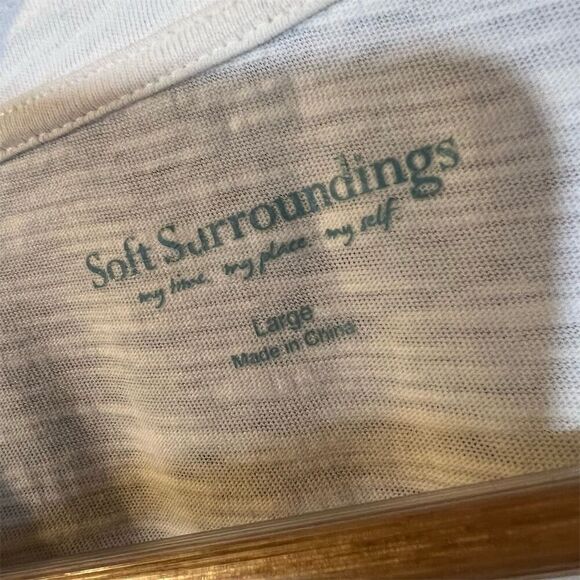 Soft Surroundings
my time. my place. my self.
Large
Made in China